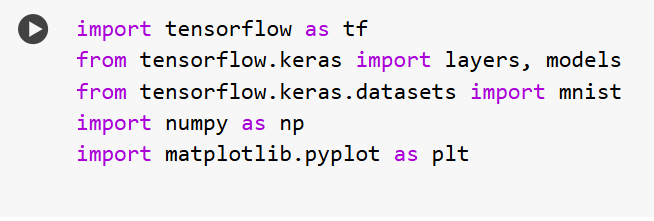 import tensorflow as tf
from tensorflow.keras import layers, models
from tensorflow.keras.datasets import mnist
import numpy as np
import matplotlib.pyplot as plt